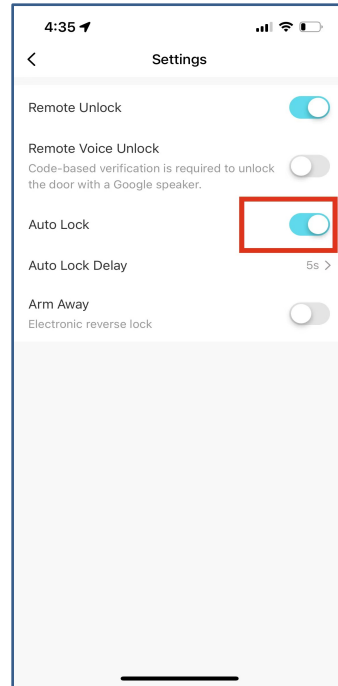 4:35
Settings
Remote Unlock
Remote Voice Unlock
Code-based verification is required to unlock
the door with a Google speaker.
Auto Lock
Auto Lock Delay 5s >
Arm Away
Electronic reverse lock